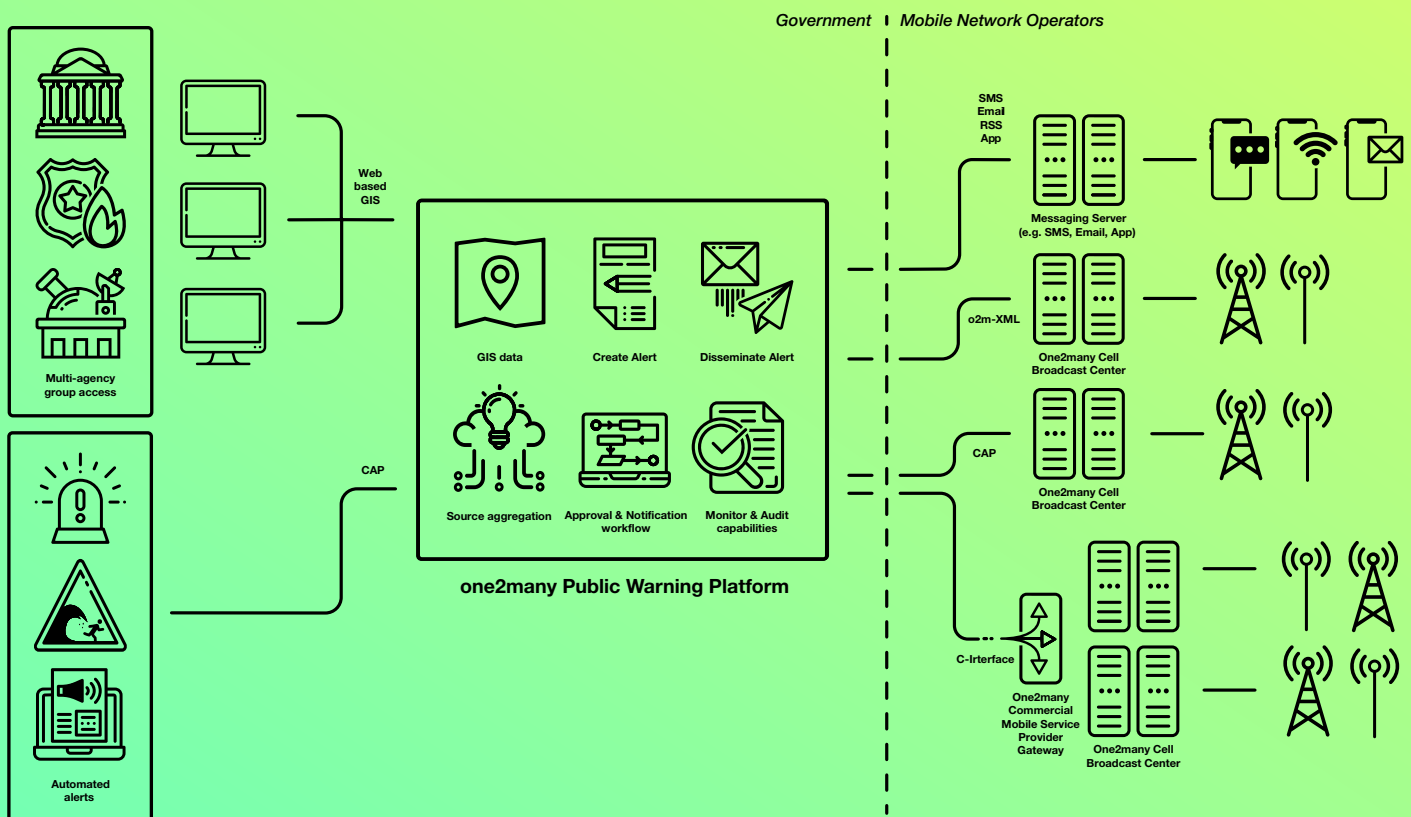 Government
Mobile Network Operators
Multi-agency
group access
Web
based
GIS
CAP
Automated
alerts
GIS data
Create Alert
Disseminate Alert
Source aggregation
Approval & Notification
workflow
Monitor & Audit
capabilities
one2many Public Warning Platform
SMS
Email
RSS
App
Messaging Server
(e.g. SMS, Email, App)
o2m-XML
One2many Cell
Broadcast Center
CAP
One2many Cell
Broadcast Center
C-Irterface
One2many
Commercial
Mobile Service
Provider
Gateway
One2many Cell
Broadcast Center